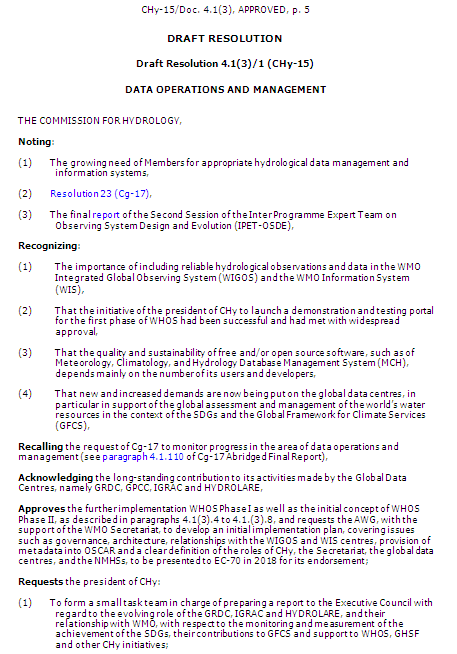 CHy-15/Doc. 4.1(3), APPROVED, p. 5
DRAFT RESOLUTION
Draft Resolution 4.1(3)/1 (CHy-15)
DATA OPERATIONS AND MANAGEMENT
THE COMMISSION FOR HYDROLOGY,
Noting:
(1) The growing need of Members for appropriate hydrological data management and
information systems,
(2) Resolution 23 (Cg-17),
(3) The final report of the Second Session of the Inter Programme Expert Team on
Observing System Design and Evolution (IPET-OSDE),
Recognizing:
(1) The importance of including reliable hydrological observations and data in the WMO
Integrated Global Observing System (WIGOS) and the WMO Information System
(WIS),
(2) That the initiative of the president of CHy to launch a demonstration and testing portal
for the first phase of WHOS had been successful and had met with widespread
approval,
(3) That the quality and sustainability of free and/or open source software, such as of
Meteorology, Climatology, and Hydrology Database Management System (MCH),
depends mainly on the number of its users and developers,
(4) That new and increased demands are now being put on the global data centres, in
particular in support of the global assessment and management of the world's water
resources in the context of the SDGs and the Global Framework for Climate Services
(GFCS),
Recalling the request of Cg-17 to monitor progress in the area of data operations and
management (see paragraph 4.1.110 of Cg-17 Abridged Final Report),
Acknowledging the long-standing contribution to its activities made by the Global Data
Centres, namely GRDC, GPCC, IGRAC and HYDROLARE,
Approves the further implementation WHOS Phase I as well as the initial concept of WHOS
Phase II, as described in paragraphs 4.1(3).4 to 4.1.(3).8, and requests the AWG, with the
support of the WMO Secretariat, to develop an initial implementation plan, covering issues
such as governance, architecture, relationships with the WIGOS and WIS centres, provision of
metadata into OSCAR and a clear definition of the roles of CHy, the Secretariat, the global data
centres, and the NMHSs, to be presented to EC-70 in 2018 for its endorsement;
Requests the president of CHy:
(1) To form a small task team in charge of preparing a report to the Executive Council with
regard to the evolving role of the GRDC, IGRAC and HYDROLARE, and their
relationship with WMO, with respect to the monitoring and measurement of the
achievement of the SDGs, their contributions to GFCS and support to WHOS, GHSF
and other CHy initiatives;